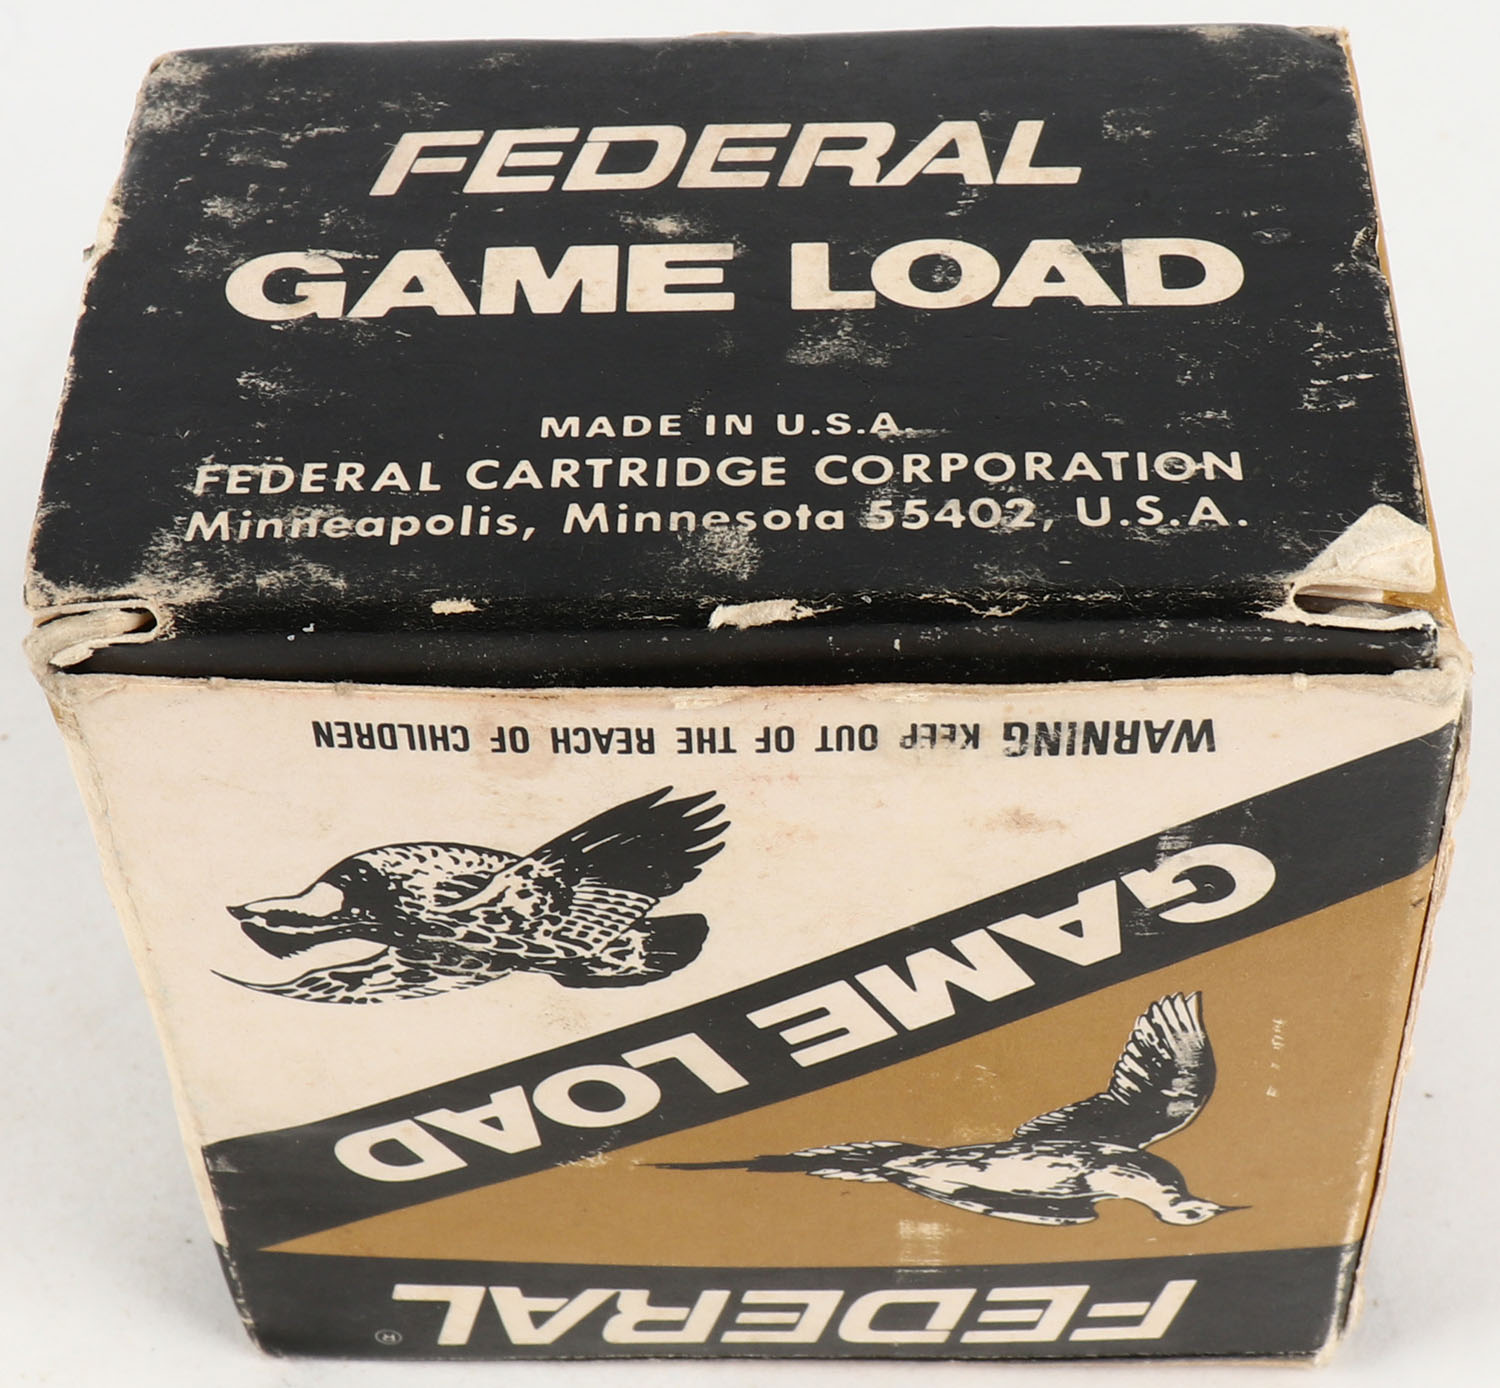 FEDERAL
GAME LOAD
MADE IN U.S.A.
FEDERAL CARTRIDGE CORPORATION
Minneapolis, Minnesota 55402, U.S.A.
WARNING KEEP OUT OF THE REACH OF CHILDREN
GAME LOAD
FEDERAL ®